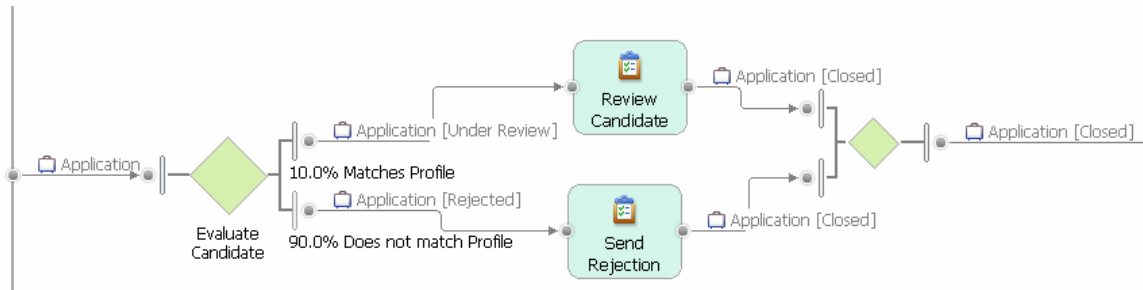 Application
Evaluate
Candidate
Application [Under Review]
10.0% Matches Profile
Application [Rejected]
90.0% Does not match Profile
Review
Candidate
Send
Rejection
Application [Closed]
Application [Closed]
Application [Closed]